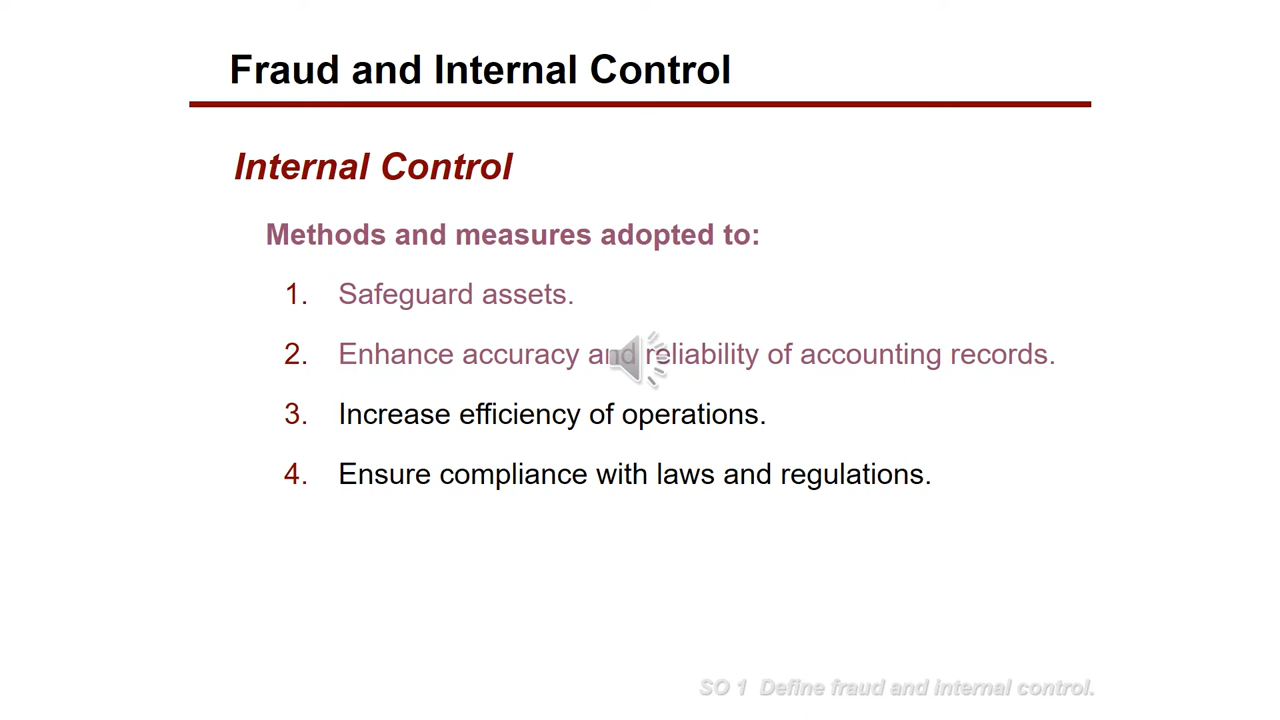 Fraud and Internal Control
Internal Control
Methods and measures adopted to:
1. Safeguard assets.
2. Enhance accuracy and reliability of accounting records.
3. Increase efficiency of operations.
4. Ensure compliance with laws and regulations.
SO 1 Define fraud and internal control.